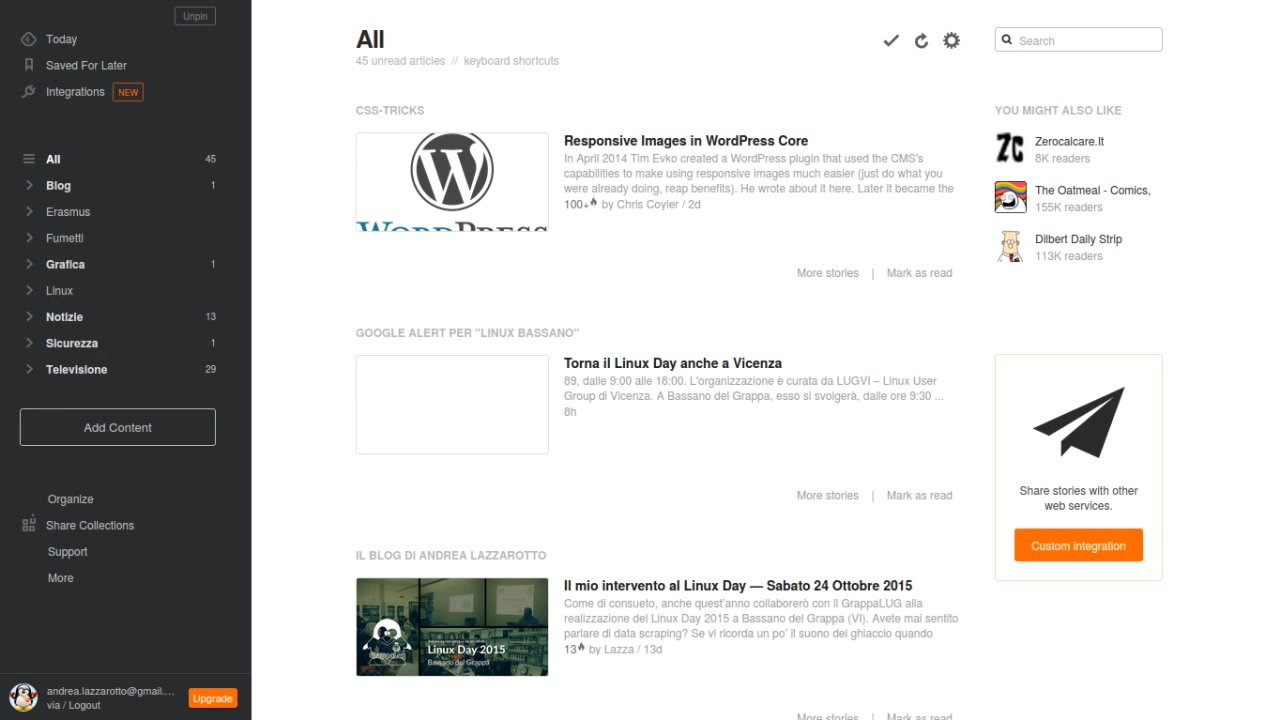 Unpin
Today
Saved For Later
Integrations NEW
All 45
Blog 1
Erasmus
Fumetti
Grafica 1
Linux
Notizie 13
Sicurezza 1
Televisione 29
Add Content
Organize
Share Collections
Support
More
andrea.lazzarotto@gmail....
via / Logout
Upgrade
All
45 unread articles // keyboard shortcuts
CSS-TRICKS
Responsive Images in WordPress Core
In April 2014 Tim Evko created a WordPress plugin that used the CMS's
capabilities to make using responsive images much easier (just do what you
were already doing, reap benefits). He wrote about it here. Later it became the
100+ by Chris Coyier / 2d
WORDPRESS
More stories | Mark as read
GOOGLE ALERT PER "LINUX BASSANO"
Torna il Linux Day anche a Vicenza
89, dalle 9:00 alle 18:00. L'organizzazione è curata da LUGVI – Linux User
Group di Vicenza. A Bassano del Grappa, esso si svolgerà, dalle ore 9:30 ...
8h
More stories | Mark as read
IL BLOG DI ANDREA LAZZAROTTO
Il mio intervento al Linux Day — Sabato 24 Ottobre 2015
Come di consueto, anche quest'anno collaborerò con il GrappaLUG alla
realizzazione del Linux Day 2015 a Bassano del Grappa (VI). Avete mai sentito
parlare di data scraping? Se vi ricorda un po' il suono del ghiaccio quando
13 by Lazza / 13d
GrappaLUG
Linux Day 2015
Bassano del Grappa
More stories | Mark as read
Search
YOU MIGHT ALSO LIKE
ZC
Zerocalcare.It
8K readers
The Oatmeal - Comics,
155K readers
Dilbert Daily Strip
113K readers
Share stories with other
web services.
Custom integration